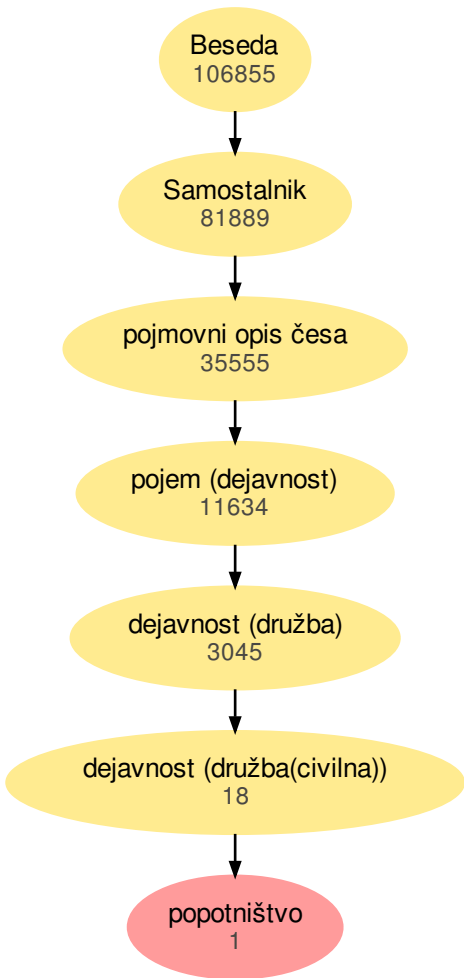 Beseda
106855
Samostalnik
81889
pojmovni opis česa
35555
pojem (dejavnost)
11634
dejavnost (družba)
3045
dejavnost (družba(civilna))
18
popotništvo
1